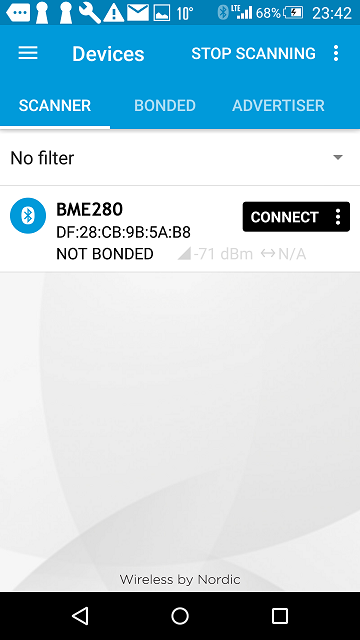 10° LTE 68% 23:42
Devices STOP SCANNING
SCANNER BONDED ADVERTISER
No filter
BME280
DF:28:CB:9B:5A:B8
CONNECT
NOT BONDED -71 dBm N/A
Wireless by Nordic